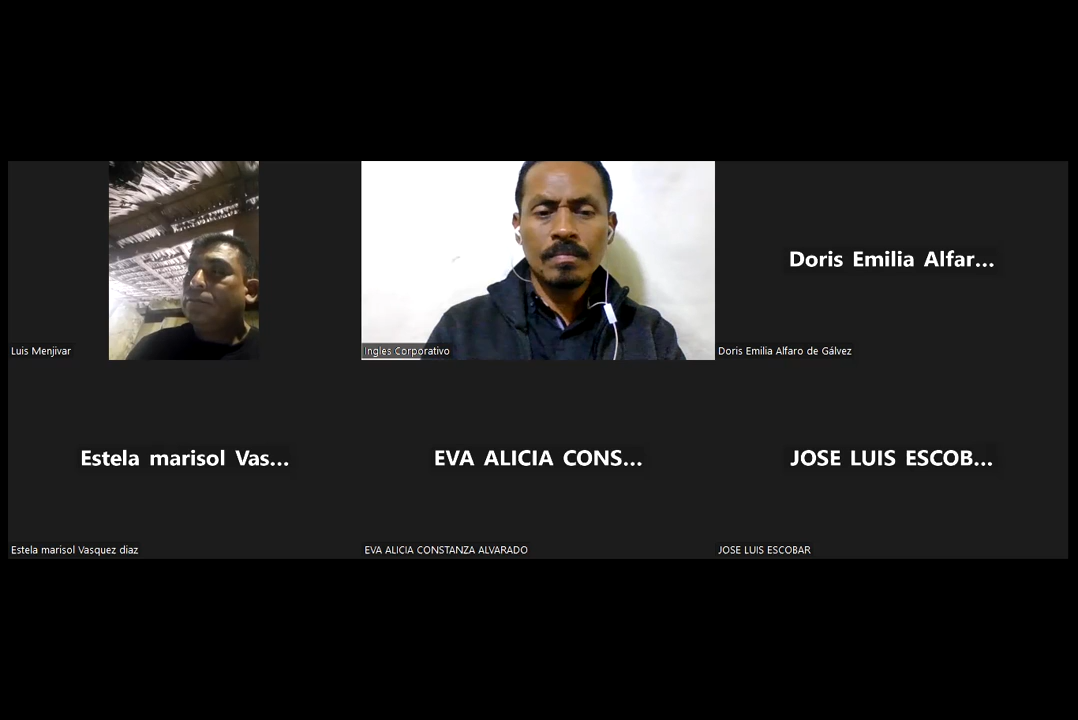 Luis Menjivar
Ingles Corporativo
Doris Emilia Alfar...
Doris Emilia Alfaro de Gálvez
Estela marisol Vas...
Estela marisol Vasquez diaz
EVA ALICIA CONS...
EVA ALICIA CONSTANZA ALVARADO
JOSE LUIS ESCOB...
JOSE LUIS ESCOBAR